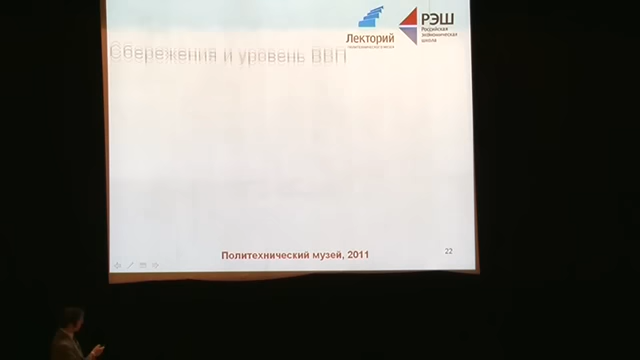 Лекторий
РЭШ
Российская
экономическая
школа
Сбережения и уровень ВВП
Политехнический музей, 2011
22